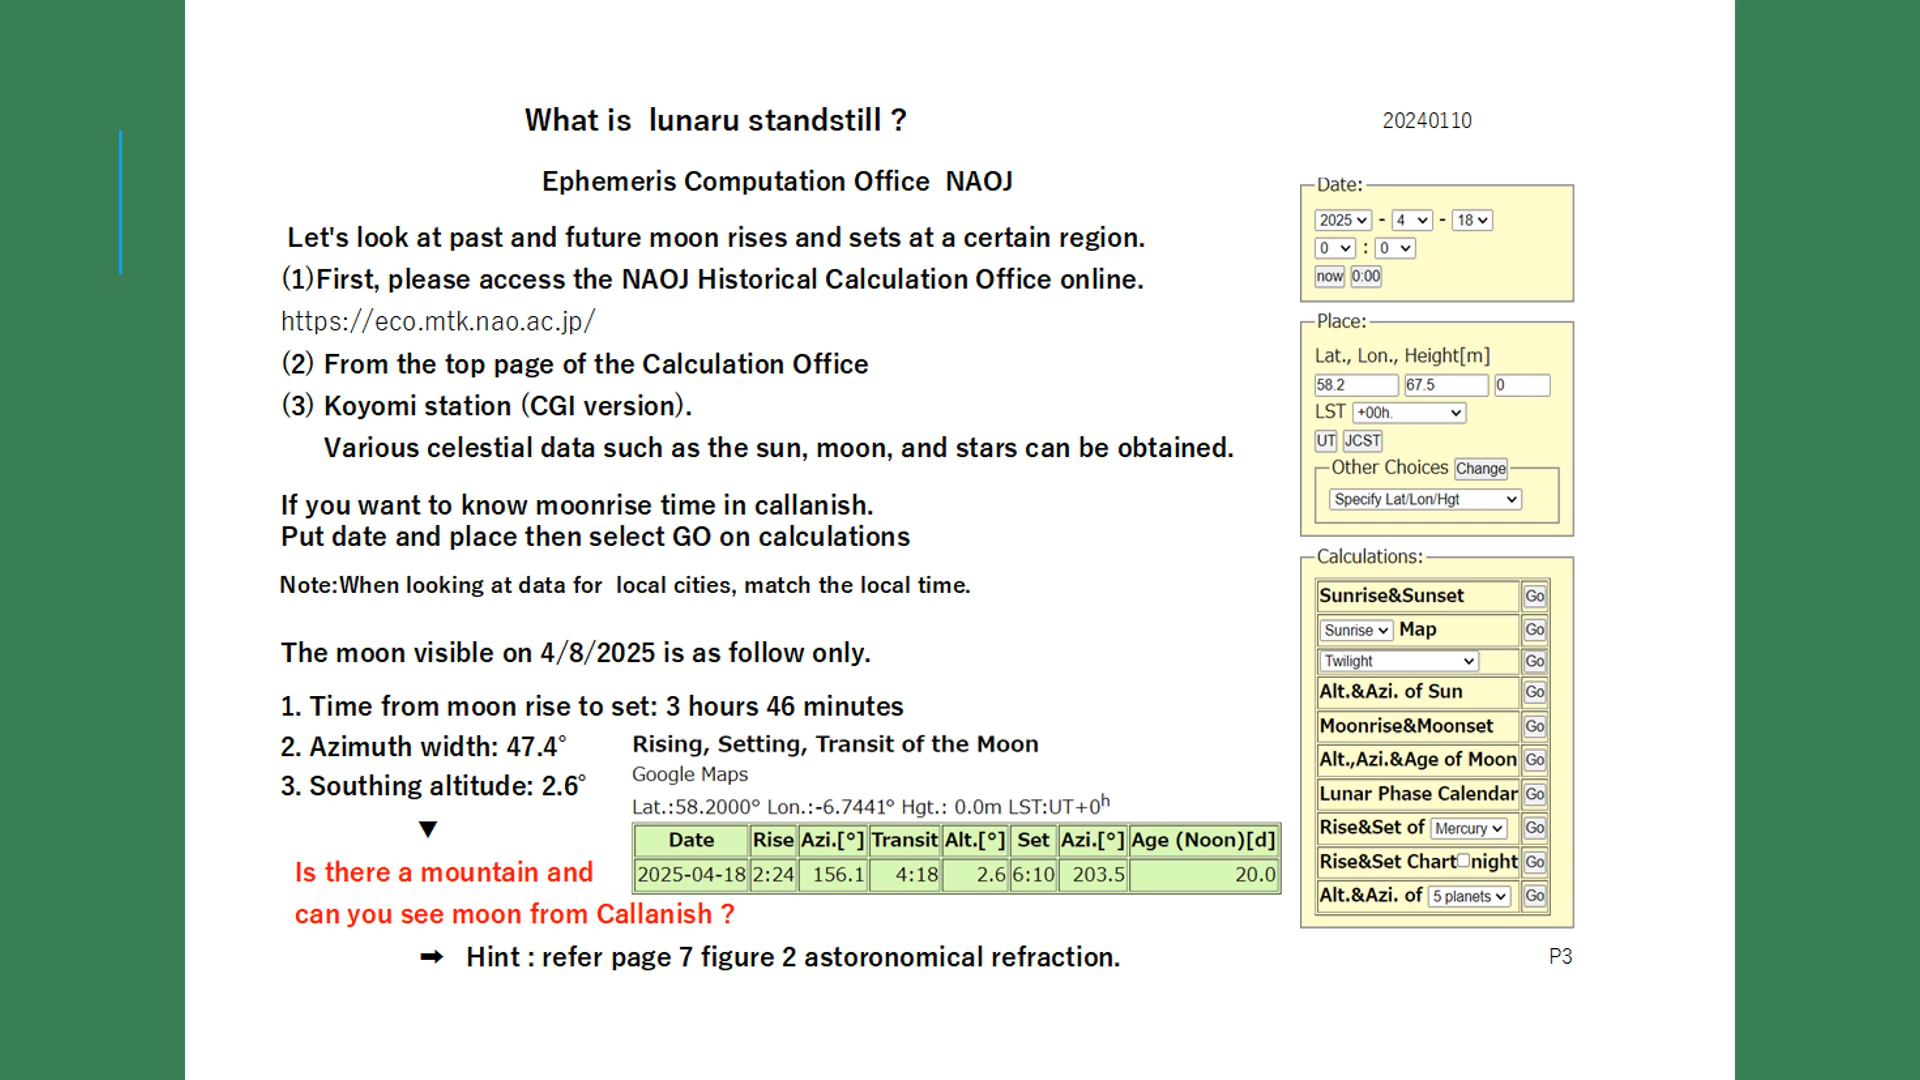 What is lunaru standstill ?
20240110
Ephemeris Computation Office NAOJ
Let's look at past and future moon rises and sets at a certain region.
(1)First, please access the NAOJ Historical Calculation Office online.
https://eco.mtk.nao.ac.jp/
(2) From the top page of the Calculation Office
(3) Koyomi station (CGI version).
Various celestial data such as the sun, moon, and stars can be obtained.
If you want to know moonrise time in callanish.
Put date and place then select GO on calculations
Note:When looking at data for local cities, match the local time.
The moon visible on 4/8/2025 is as follow only.
1. Time from moon rise to set: 3 hours 46 minutes
2. Azimuth width: 47.4°
3. Southing altitude: 2.6°
▼
Is there a mountain and
can you see moon from Callanish ?
➡ Hint : refer page 7 figure 2 astoronomical refraction.
Rising, Setting, Transit of the Moon
Google Maps
Lat.:58.2000° Lon.:-6.7441° Hgt.: 0.0m LST:UT+0h
Date Rise Azi.[°] Transit Alt.[°] Set Azi.[°] Age (Noon)[d]
2025-04-18 2:24 156.1 4:18 2.6 6:10 203.5 20.0
Date:
2025 - 4 - 18
0 : 0
now 0:00
Place:
Lat., Lon., Height[m]
58.2 67.5 0
LST +00h.
UT JCST
Other Choices Change
Specify Lat/Lon/Hgt
Calculations:
Sunrise&Sunset Go
Sunrise Map Go
Twilight Go
Alt.&Azi. of Sun Go
Moonrise&Moonset Go
Alt.,Azi.&Age of Moon Go
Lunar Phase Calendar Go
Rise&Set of Mercury Go
Rise&Set Chart night Go
Alt.&Azi. of 5 planets Go
P3